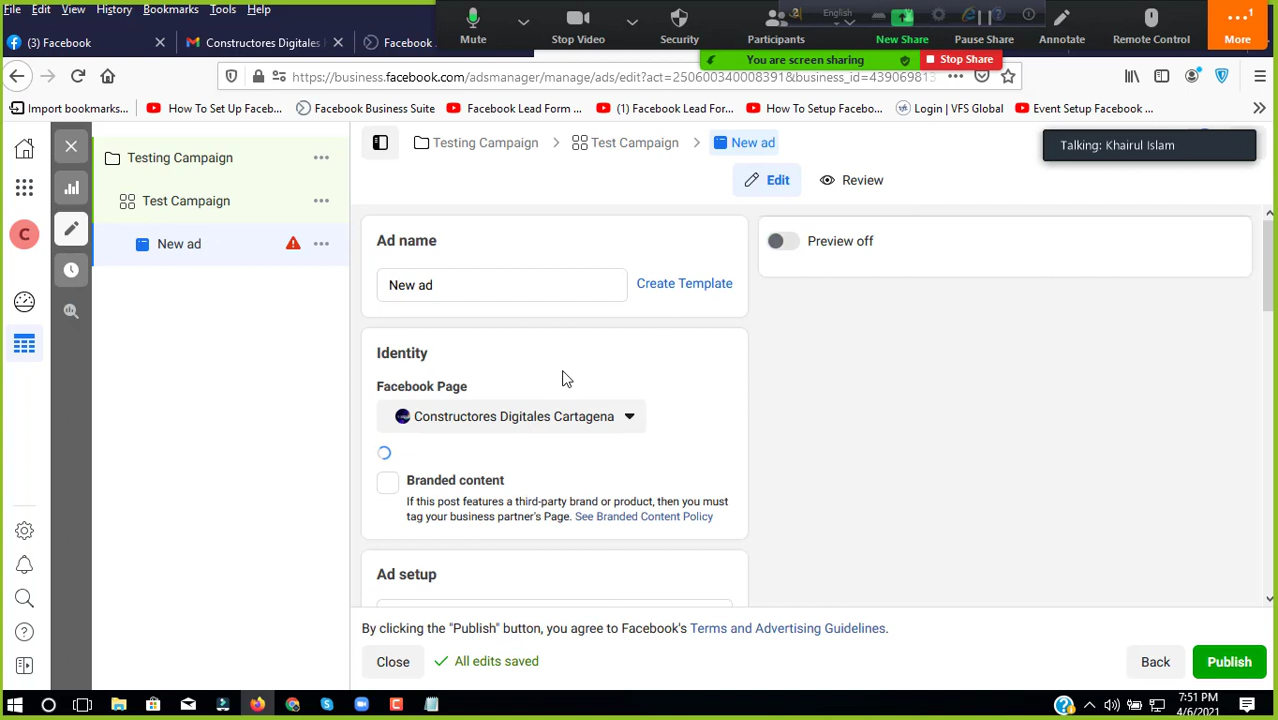 File Edit View History Bookmarks Tools Help
Mute
Stop Video
Security
Participants
2
English
New Share
Pause Share
Annotate
Remote Control
1
More
You are screen sharing
Stop Share
(3) Facebook
Constructores Digitales
Facebook
https://business.facebook.com/adsmanager/manage/ads/edit?act=250600340008391&business_id=439069813
Import bookmarks...
How To Set Up Faceb...
Facebook Business Suite
Facebook Lead Form ...
(1) Facebook Lead For...
How To Setup Facebo...
Login | VFS Global
Event Setup Facebook ...
Testing Campaign
Test Campaign
New ad
Testing Campaign
Test Campaign
New ad
Talking: Khairul Islam
Edit
Review
C
Ad name
New ad
Create Template
Preview off
Identity
Facebook Page
Constructores Digitales Cartagena
Branded content
If this post features a third-party brand or product, then you must
tag your business partner's Page. See Branded Content Policy
Ad setup
By clicking the "Publish" button, you agree to Facebook's Terms and Advertising Guidelines.
Close
All edits saved
Back
Publish
7:51 PM
4/6/2021